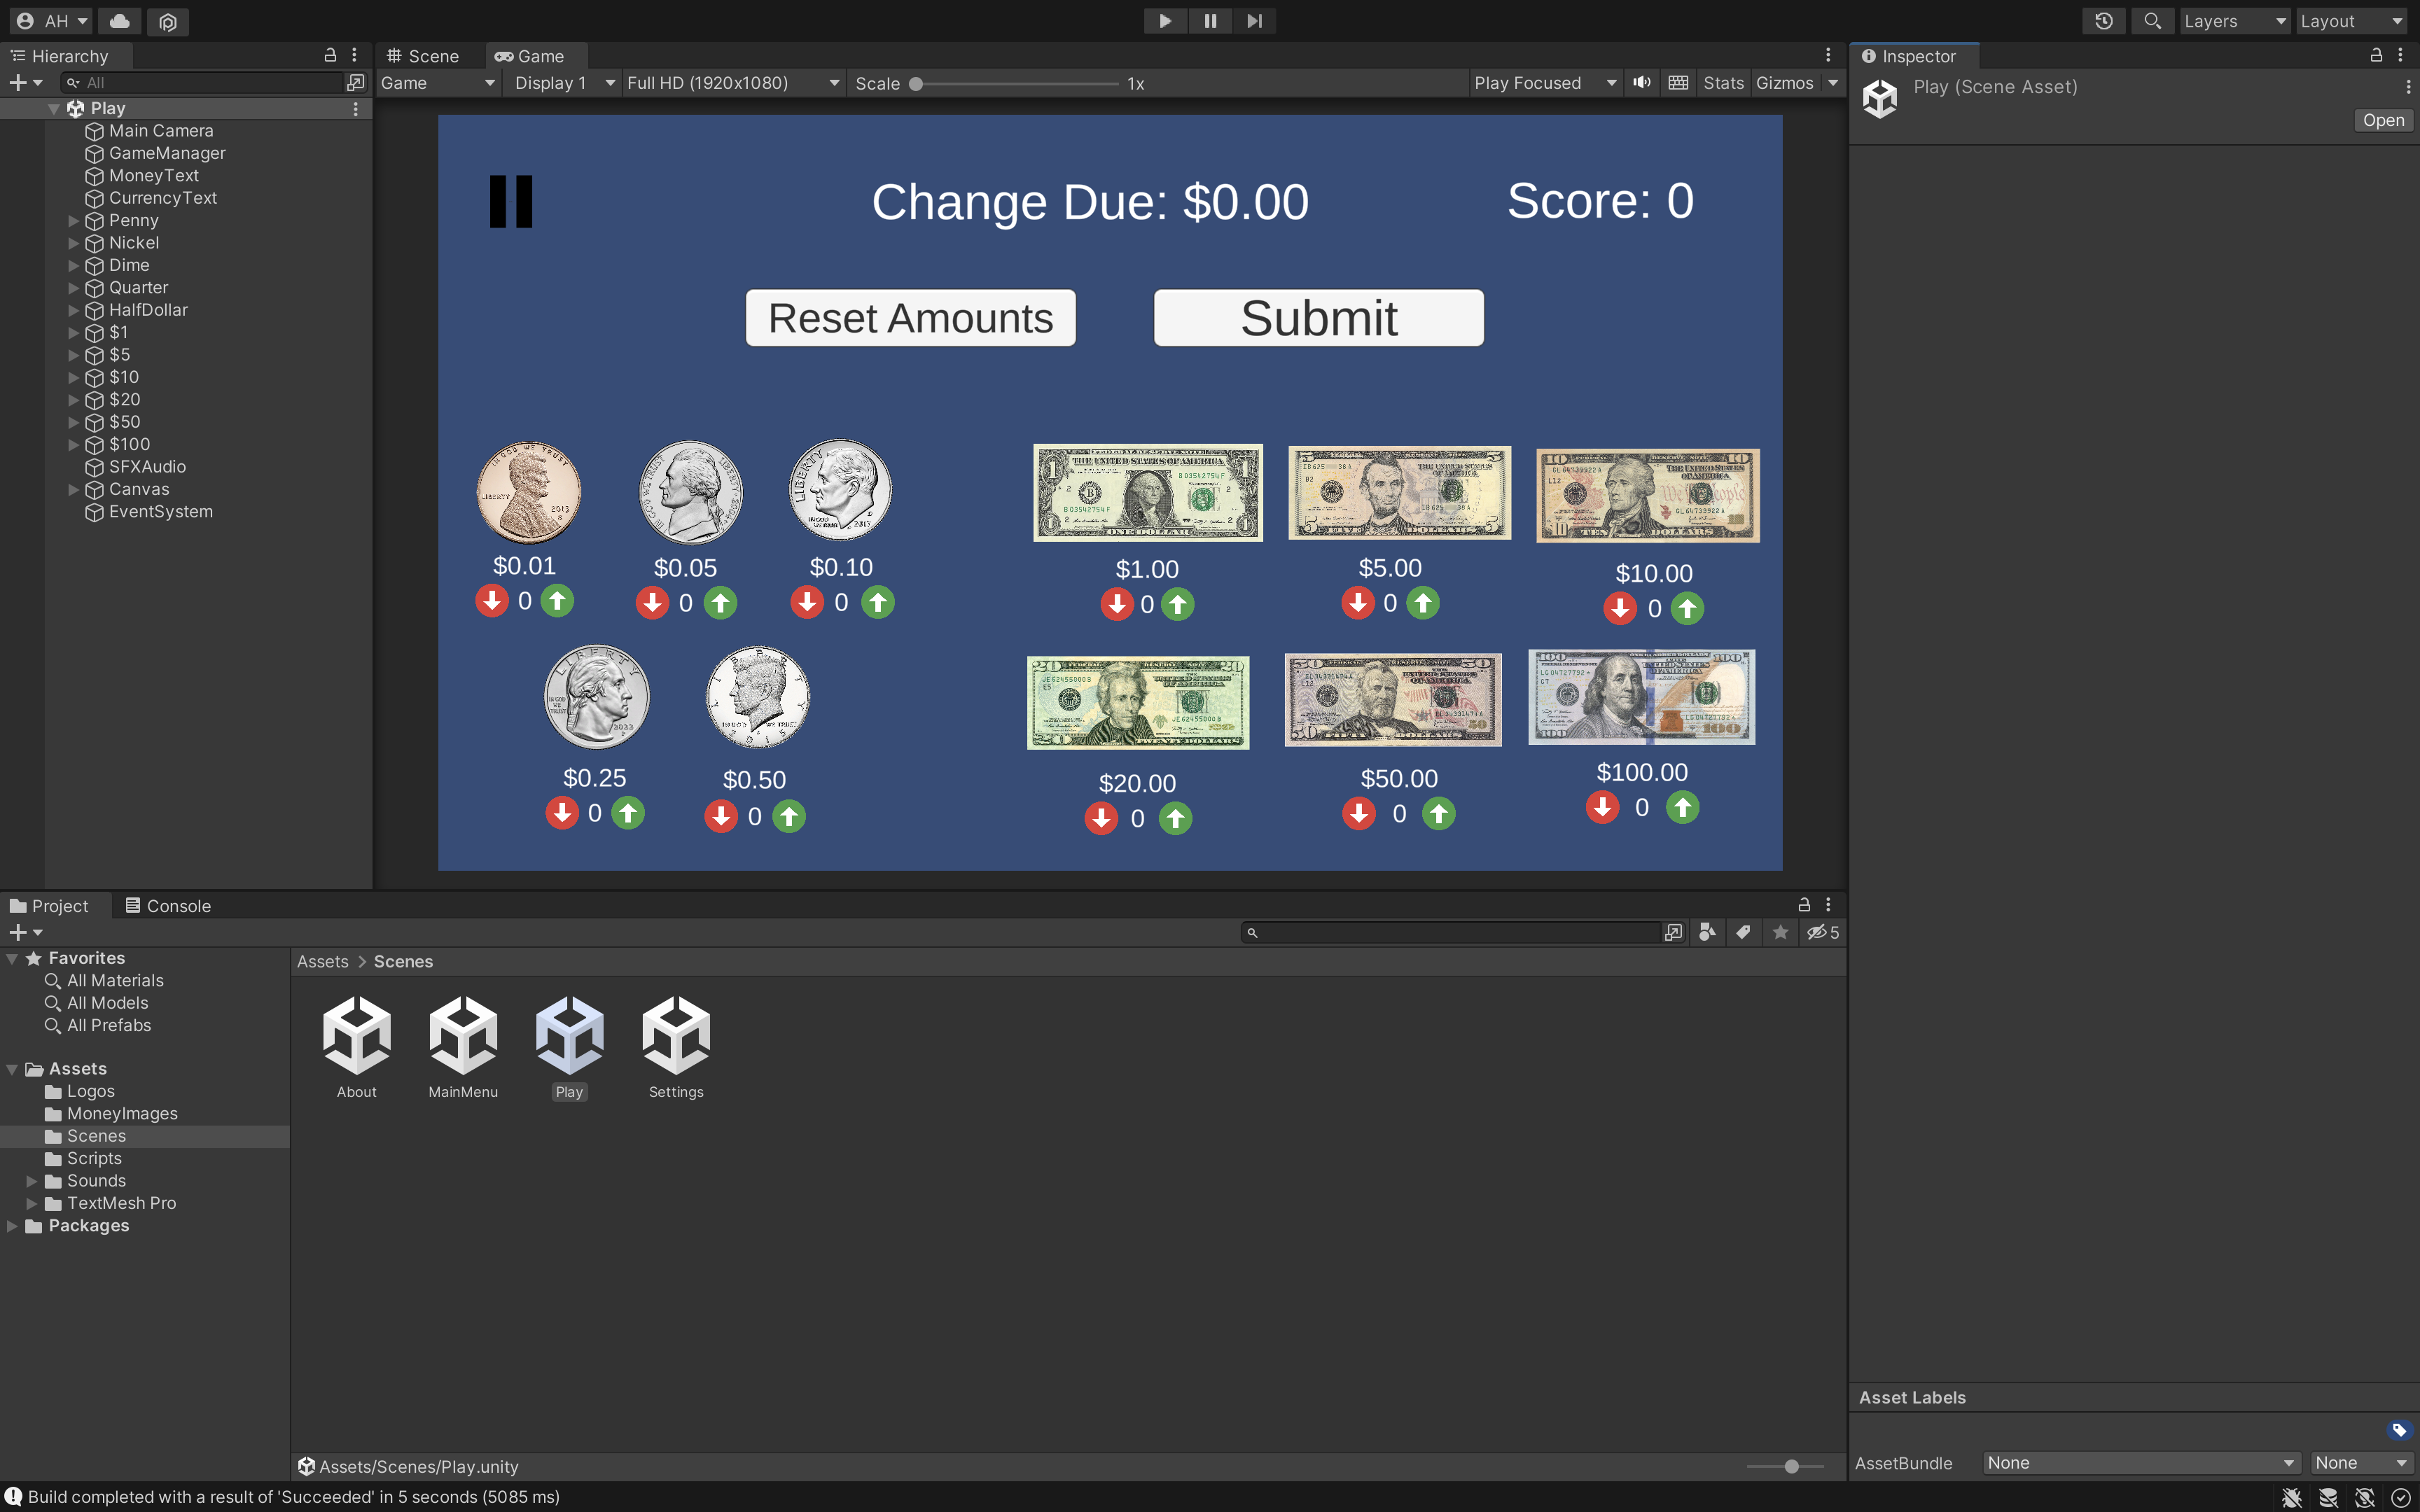 AH
Layers
Layout
Hierarchy
Scene
Game
Inspector
All
Game
Display 1
Full HD (1920x1080)
Scale
1x
Play Focused
Stats
Gizmos
Play (Scene Asset)
Open
Play
Main Camera
GameManager
MoneyText
CurrencyText
Penny
Nickel
Dime
Quarter
HalfDollar
$1
$5
$10
$20
$50
$100
SFXAudio
Canvas
EventSystem
Change Due: $0.00
Score: 0
Reset Amounts
Submit
$0.01
0
$0.05
0
$0.10
0
$1.00
0
$5.00
0
$10.00
0
$0.25
0
$0.50
0
$20.00
0
$50.00
0
$100.00
0
Project
Console
5
Favorites
All Materials
All Models
All Prefabs
Assets
Logos
MoneyImages
Scenes
Scripts
Sounds
TextMesh Pro
Packages
Assets > Scenes
About
MainMenu
Play
Settings
Assets/Scenes/Play.unity
Asset Labels
AssetBundle
None
None
Build completed with a result of 'Succeeded' in 5 seconds (5085 ms)